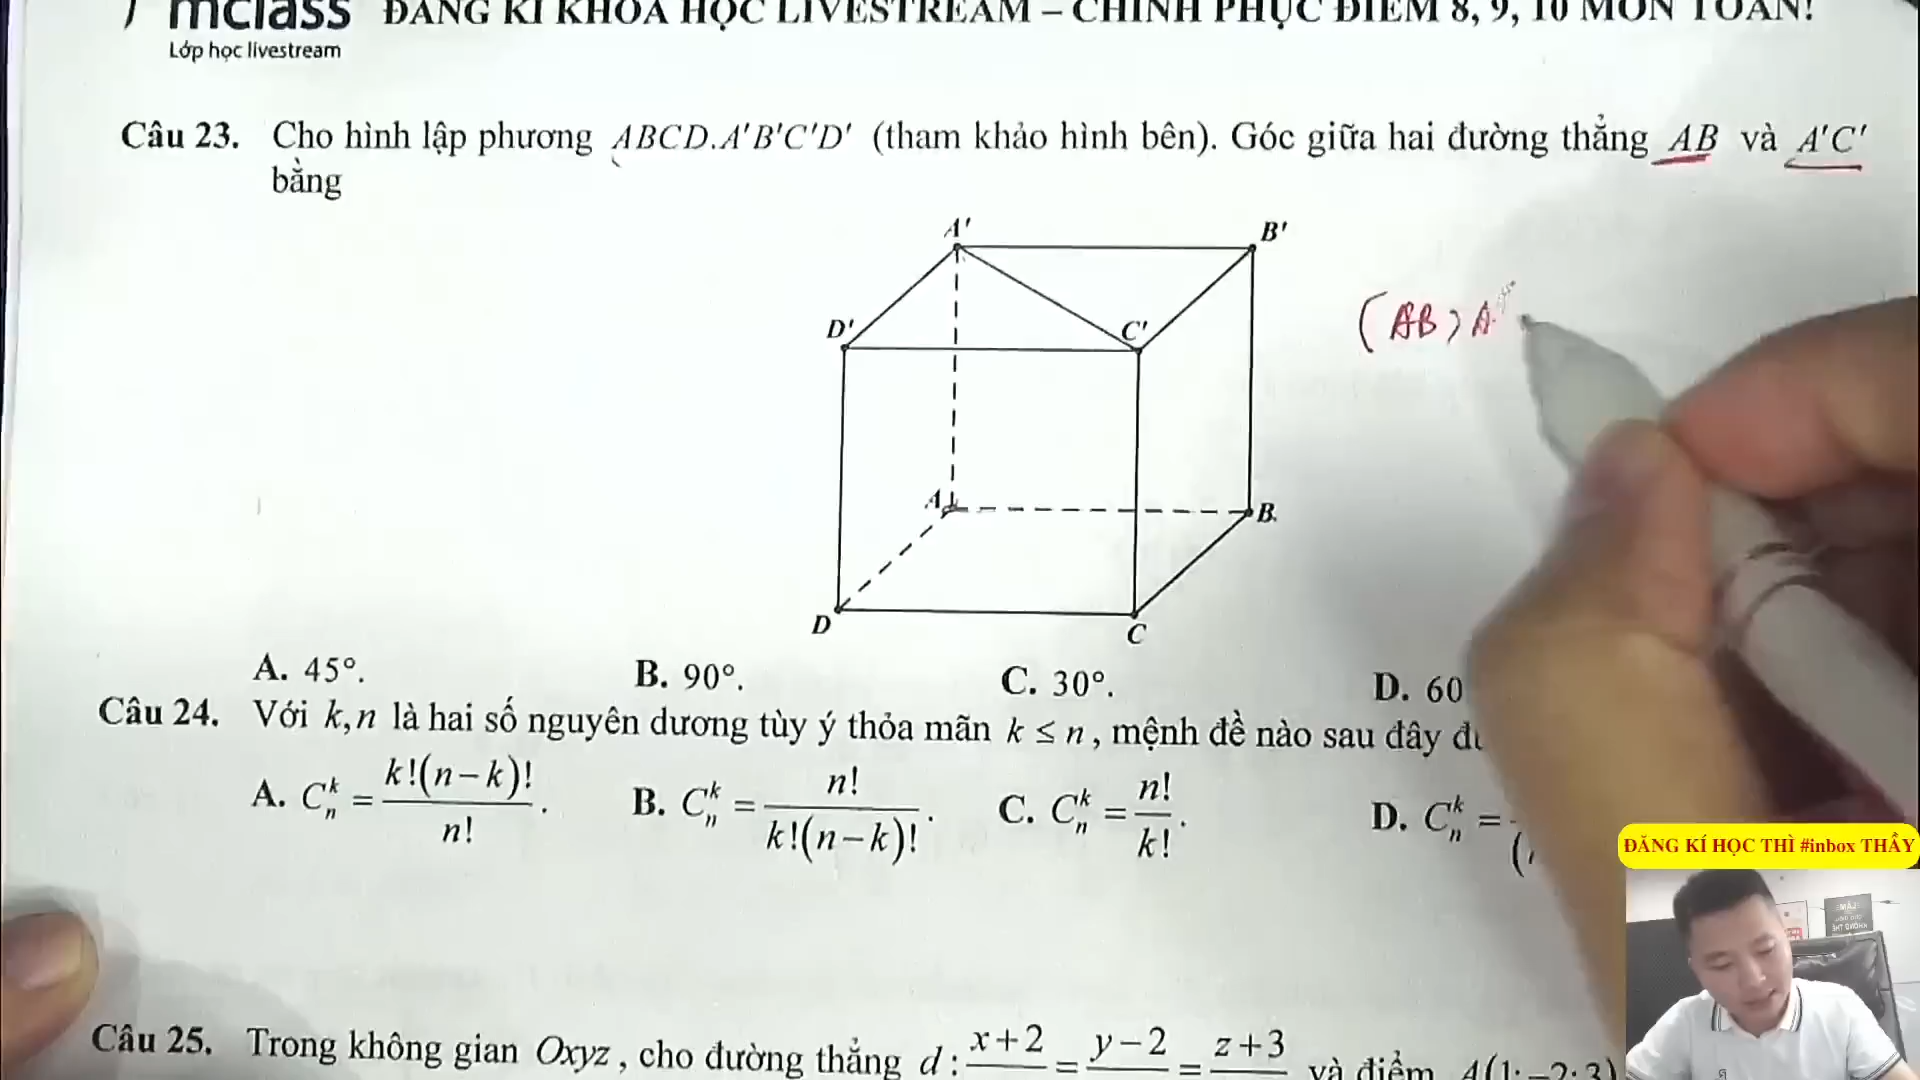 mclass ĐĂNG KÍ KHÓA HỌC LIVESTREAM – CHINH PHỤC ĐIỂM 8, 9, 10 MÔN TOÁN!
Lớp học livestream
Câu 23. Cho hình lập phương ABCD.A'B'C'D' (tham khảo hình bên). Góc giữa hai đường thẳng AB và A'C'
bằng
A'
B'
D'
C'
(AB, A'
A
B
D
C
A. 45°. B. 90°. C. 30°. D. 60
Câu 24. Với k,n là hai số nguyên dương tùy ý thỏa mãn k ≤ n, mệnh đề nào sau đây
A. C_n^k = k!(n−k)!/n!. B. C_n^k = n!/k!(n−k)!. C. C_n^k = n!/k!. D. C_n^k =
ĐĂNG KÍ HỌC THÌ #inbox THẦY
Câu 25. Trong không gian Oxyz, cho đường thẳng d: x+2 = y−2 = z+3 và điểm A(1;−2;3)